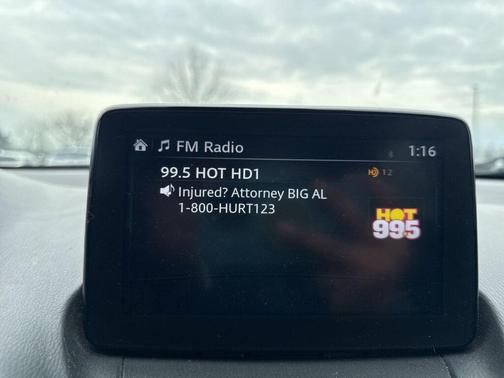 FM Radio 1:16
99.5 HOT HD1 HD 12
Injured? Attorney BIG AL
1-800-HURT123
HOT
995